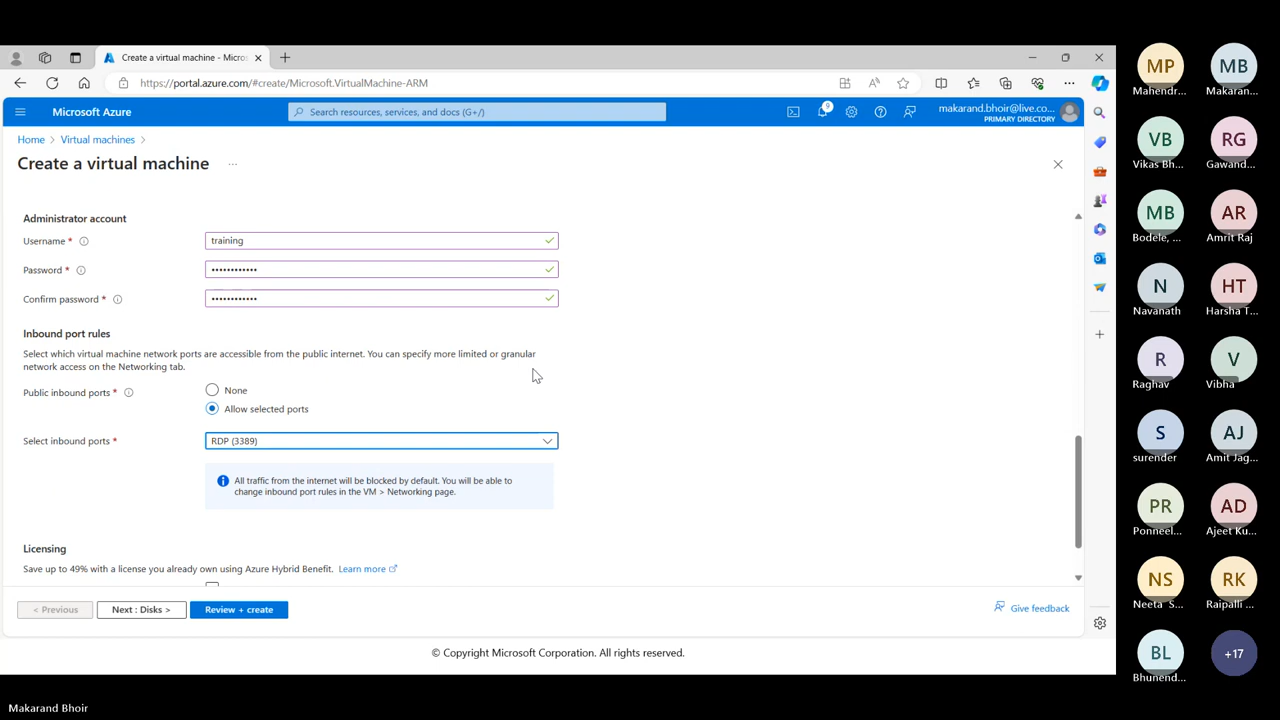 Create a virtual machine - Micros
https://portal.azure.com/#create/Microsoft.VirtualMachine-ARM
Microsoft Azure
Search resources, services, and docs (G+/)
9
makarand.bhoir@live.co...
PRIMARY DIRECTORY
Home > Virtual machines >
Create a virtual machine ...
Administrator account
Username *
training
Password *
••••••••••••
Confirm password *
••••••••••••
Inbound port rules
Select which virtual machine network ports are accessible from the public internet. You can specify more limited or granular
network access on the Networking tab.
Public inbound ports *
None
Allow selected ports
Select inbound ports *
RDP (3389)
All traffic from the internet will be blocked by default. You will be able to
change inbound port rules in the VM > Networking page.
Licensing
Save up to 49% with a license you already own using Azure Hybrid Benefit. Learn more
< Previous
Next : Disks >
Review + create
Give feedback
© Copyright Microsoft Corporation. All rights reserved.
Makarand Bhoir
MP
Mahendr...
MB
Makaran...
VB
Vikas Bh...
RG
Gawand...
MB
Bodele, ...
AR
Amrit Raj
N
Navanath
HT
Harsha T...
R
Raghav
V
Vibha
S
surender
AJ
Amit Jag...
PR
Ponneel...
AD
Ajeet Ku...
NS
Neeta S...
RK
Raipalli ...
BL
Bhunend...
+17